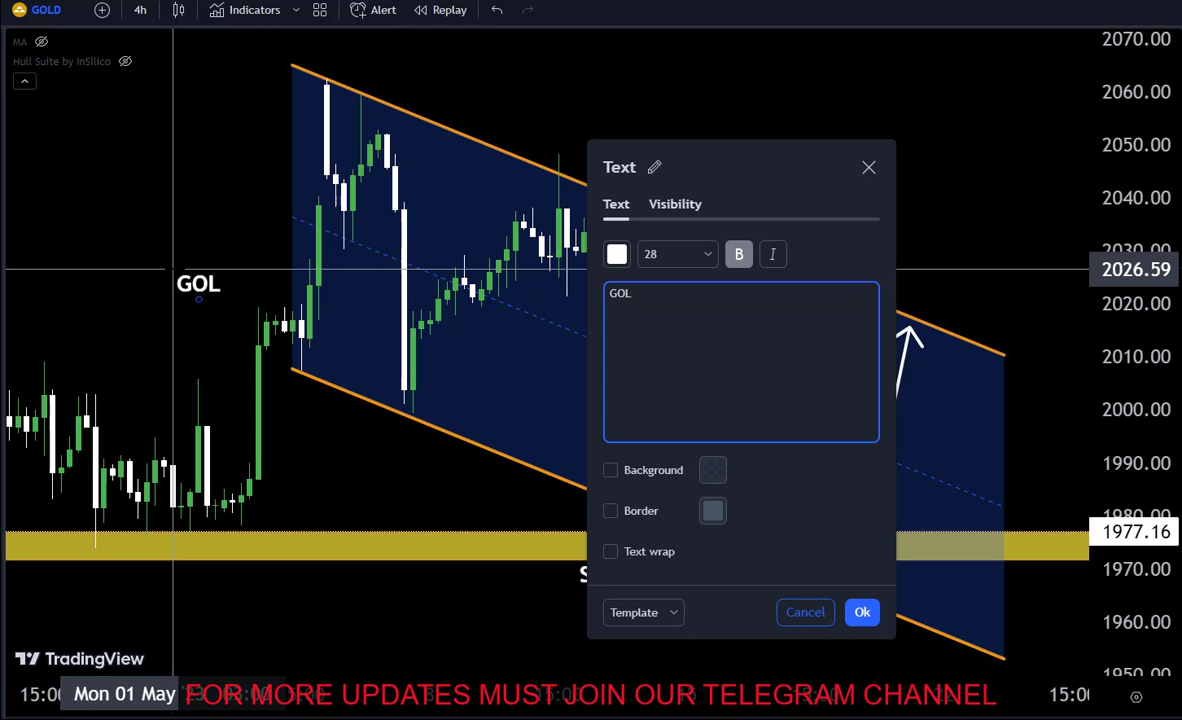 GOLD 4h Indicators Alert Replay
MA
Hull Suite by InSilico
2070.00
2060.00
2050.00
2040.00
2030.00
2026.59
2020.00
2010.00
2000.00
1990.00
1980.00
1977.16
1970.00
1960.00
1950.00
GOL
S
Text
Text Visibility
28 B I
GOL
Background
Border
Text wrap
Template Cancel Ok
TradingView
15:00 Mon 01 May 15:00
FOR MORE UPDATES MUST JOIN OUR TELEGRAM CHANNEL